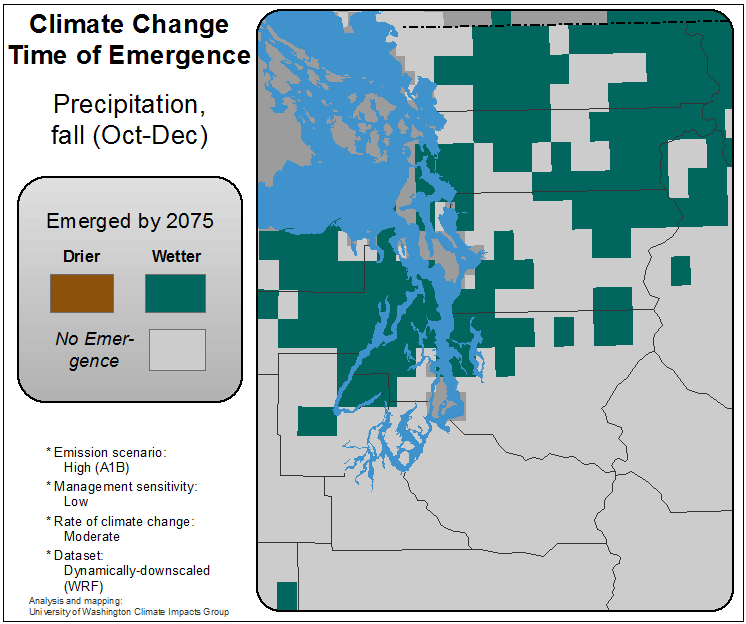 Climate Change
Time of Emergence
Precipitation,
fall (Oct-Dec)
Emerged by 2075
Drier Wetter
No Emer-
gence
* Emission scenario:
High (A1B)
* Management sensitivity:
Low
* Rate of climate change:
Moderate
* Dataset:
Dynamically-downscaled
(WRF)
Analysis and mapping:
University of Washington Climate Impacts Group